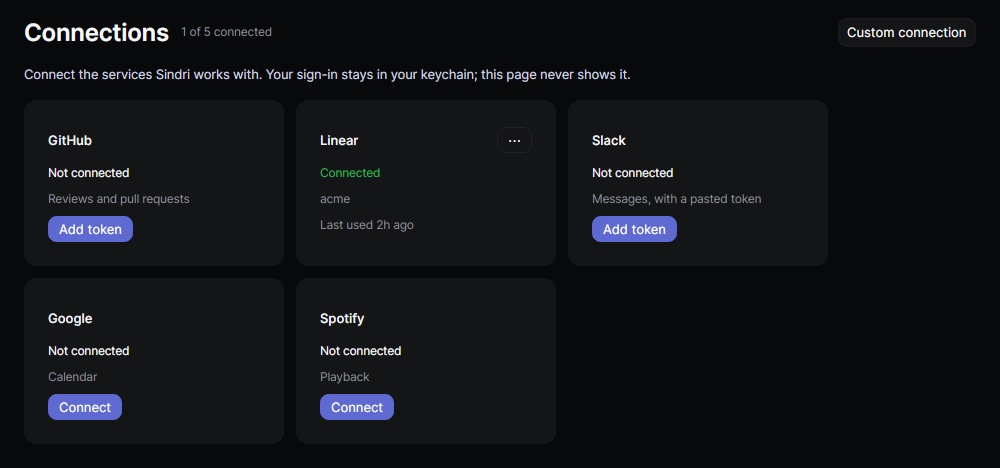 Connections 1 of 5 connected
Custom connection
Connect the services Sindri works with. Your sign-in stays in your keychain; this page never shows it.
GitHub
Not connected
Reviews and pull requests
Add token
Linear
...
Connected
acme
Last used 2h ago
Slack
Not connected
Messages, with a pasted token
Add token
Google
Not connected
Calendar
Connect
Spotify
Not connected
Playback
Connect